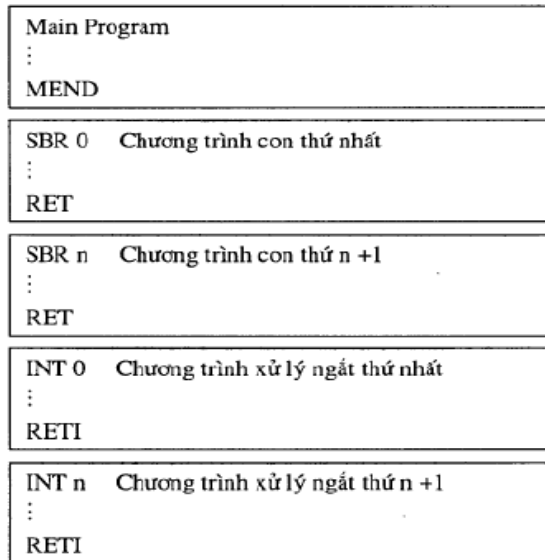 Main Program
⋮
MEND
SBR 0 Chương trình con thứ nhất
⋮
RET
SBR n Chương trình con thứ n +1
⋮
RET
INT 0 Chương trình xử lý ngắt thứ nhất
⋮
RETI
INT n Chương trình xử lý ngắt thứ n +1
⋮
RETI